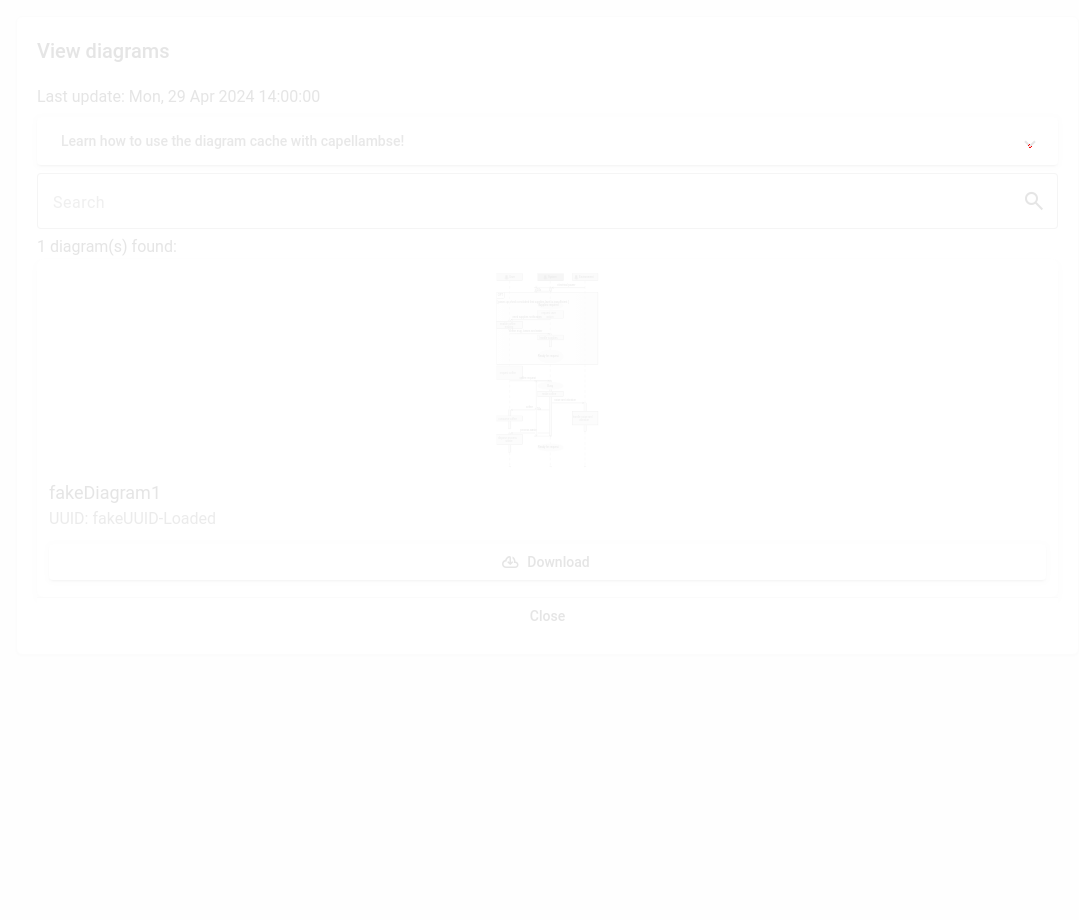 View diagrams
Last update: Mon, 29 Apr 2024 14:00:00
Learn how to use the diagram cache with capellambse!
Search
1 diagram(s) found:
fakeDiagram1
UUID: fakeUUID-Loaded
Download
Close